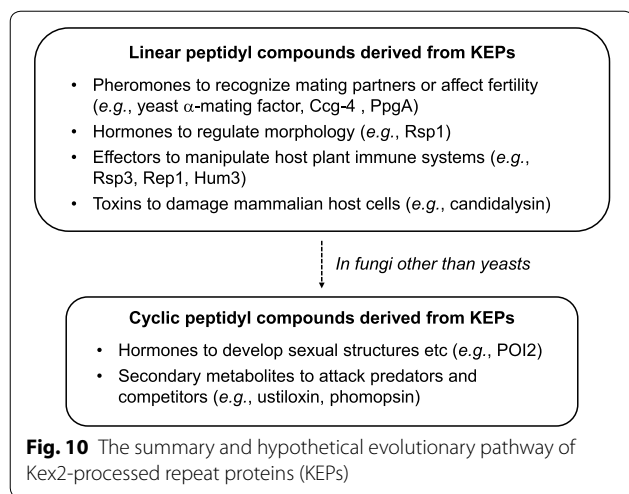 Linear peptidyl compounds derived from KEPs
• Pheromones to recognize mating partners or affect fertility
(e.g., yeast α-mating factor, Ccg-4 , PpgA)
• Hormones to regulate morphology (e.g., Rsp1)
• Effectors to manipulate host plant immune systems (e.g.,
Rsp3, Rep1, Hum3)
• Toxins to damage mammalian host cells (e.g., candalysin)
In fungi other than yeasts
Cyclic peptidyl compounds derived from KEPs
• Hormones to develop sexual structures etc (e.g., POI2)
• Secondary metabolites to attack predators and
competitors (e.g., ustiloxin, phomopsin)
Fig. 10 The summary and hypothetical evolutionary pathway of
Kex2-processed repeat proteins (KEPs)